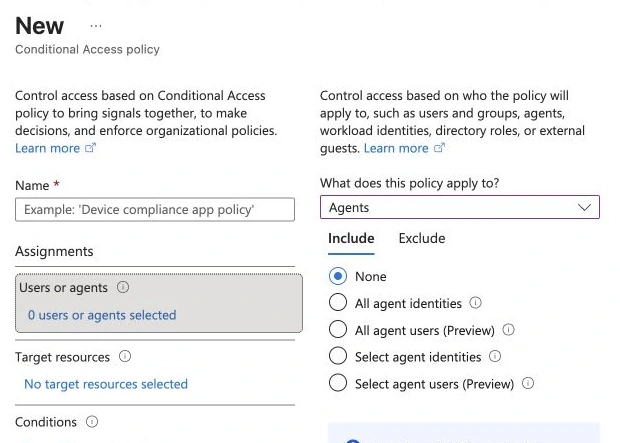 New ...
Conditional Access policy
Control access based on Conditional Access
policy to bring signals together, to make
decisions, and enforce organizational policies.
Learn more
Name *
Example: 'Device compliance app policy'
Assignments
Users or agents
0 users or agents selected
Target resources
No target resources selected
Conditions
Control access based on who the policy will
apply to, such as users and groups, agents,
workload identities, directory roles, or external
guests. Learn more
What does this policy apply to?
Agents
Include Exclude
None
All agent identities
All agent users (Preview)
Select agent identities
Select agent users (Preview)